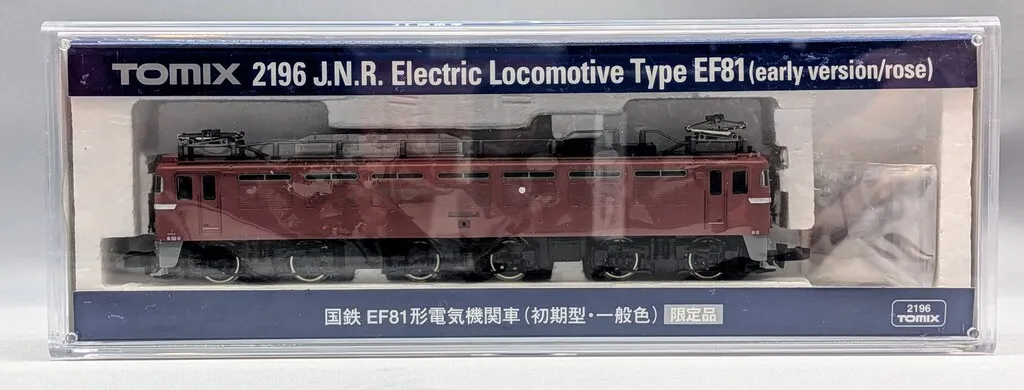 TOMIX 2196 J.N.R. Electric Locomotive Type EF81 (early version/rose)
国鉄 EF81形電気機関車(初期型・一般色) 限定品
2196
TOMIX